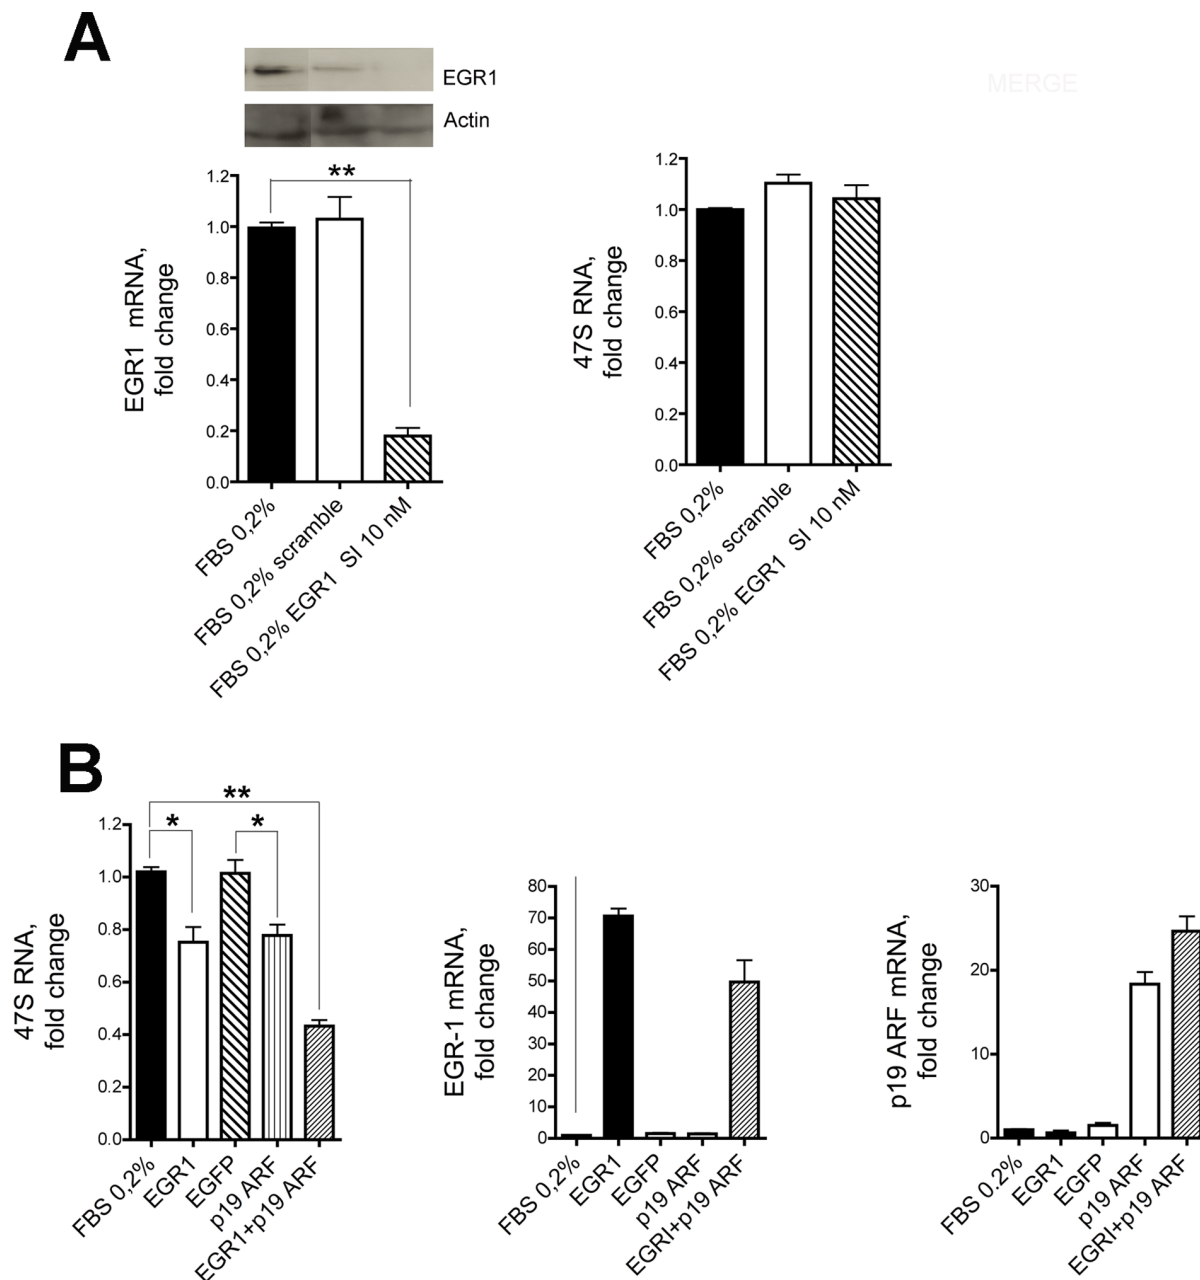 A
EGR1
Actin
MERGE
**
1.2
1.0
0.8
0.6
0.4
0.2
0.0
EGR1 mRNA,
fold change
FBS 0,2%
FBS 0,2% scramble
FBS 0,2% EGR1 SI 10 nM
1.2
1.0
0.8
0.6
0.4
0.2
0.0
47S RNA,
fold change
FBS 0,2%
FBS 0,2% scramble
FBS 0,2% EGR1 SI 10 nM
B
**
*
*
1.2
1.0
0.8
0.6
0.4
0.2
0.0
47S RNA,
fold change
FBS 0,2%
EGR1
EGFP
p19 ARF
EGR1+p19 ARF
80
70
60
50
40
30
20
10
0
EGR-1 mRNA,
fold change
FBS 0,2%
EGR1
EGFP
p19 ARF
EGRI+p19 ARF
30
20
10
0
p19 ARF mRNA,
fold change
FBS 0.2%
EGR1
EGFP
p19 ARF
EGRI+p19 ARF